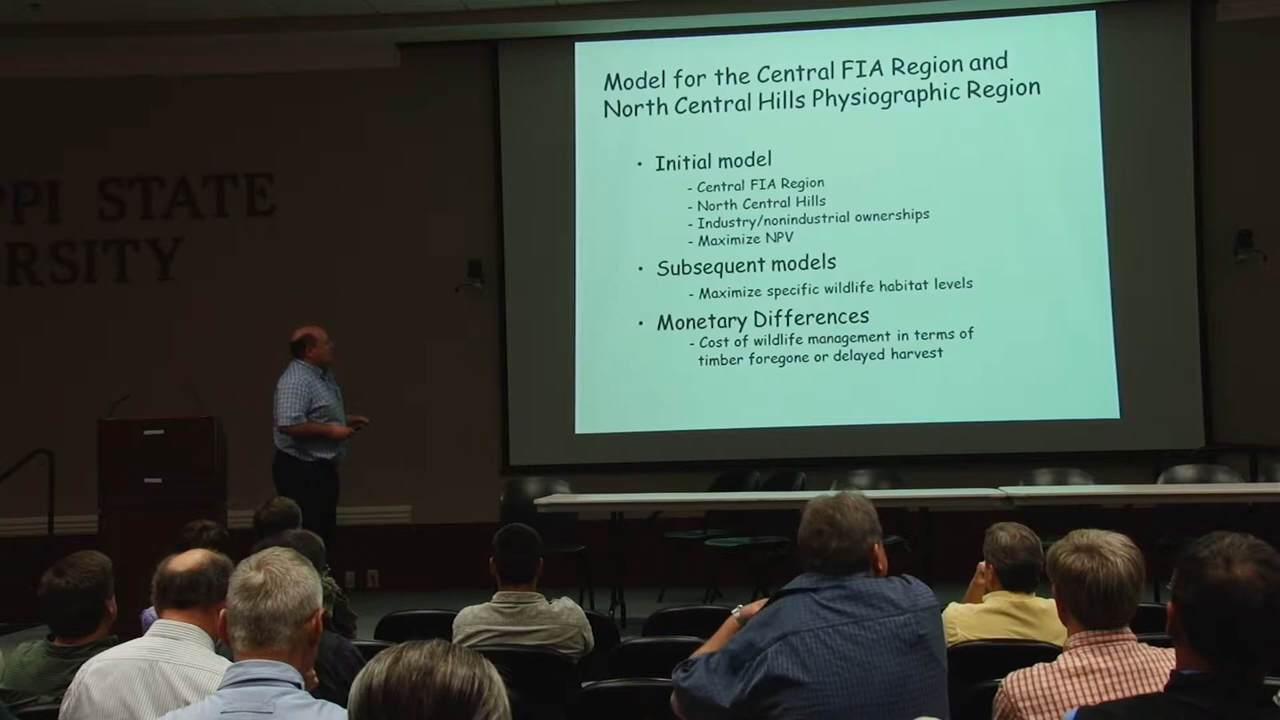 PPI STATE
RSITY
Model for the Central FIA Region and
North Central Hills Physiographic Region
· Initial model
- Central FIA Region
- North Central Hills
- Industry/nonindustrial ownerships
- Maximize NPV
· Subsequent models
- Maximize specific wildlife habitat levels
· Monetary Differences
- Cost of wildlife management in terms of
timber foregone or delayed harvest